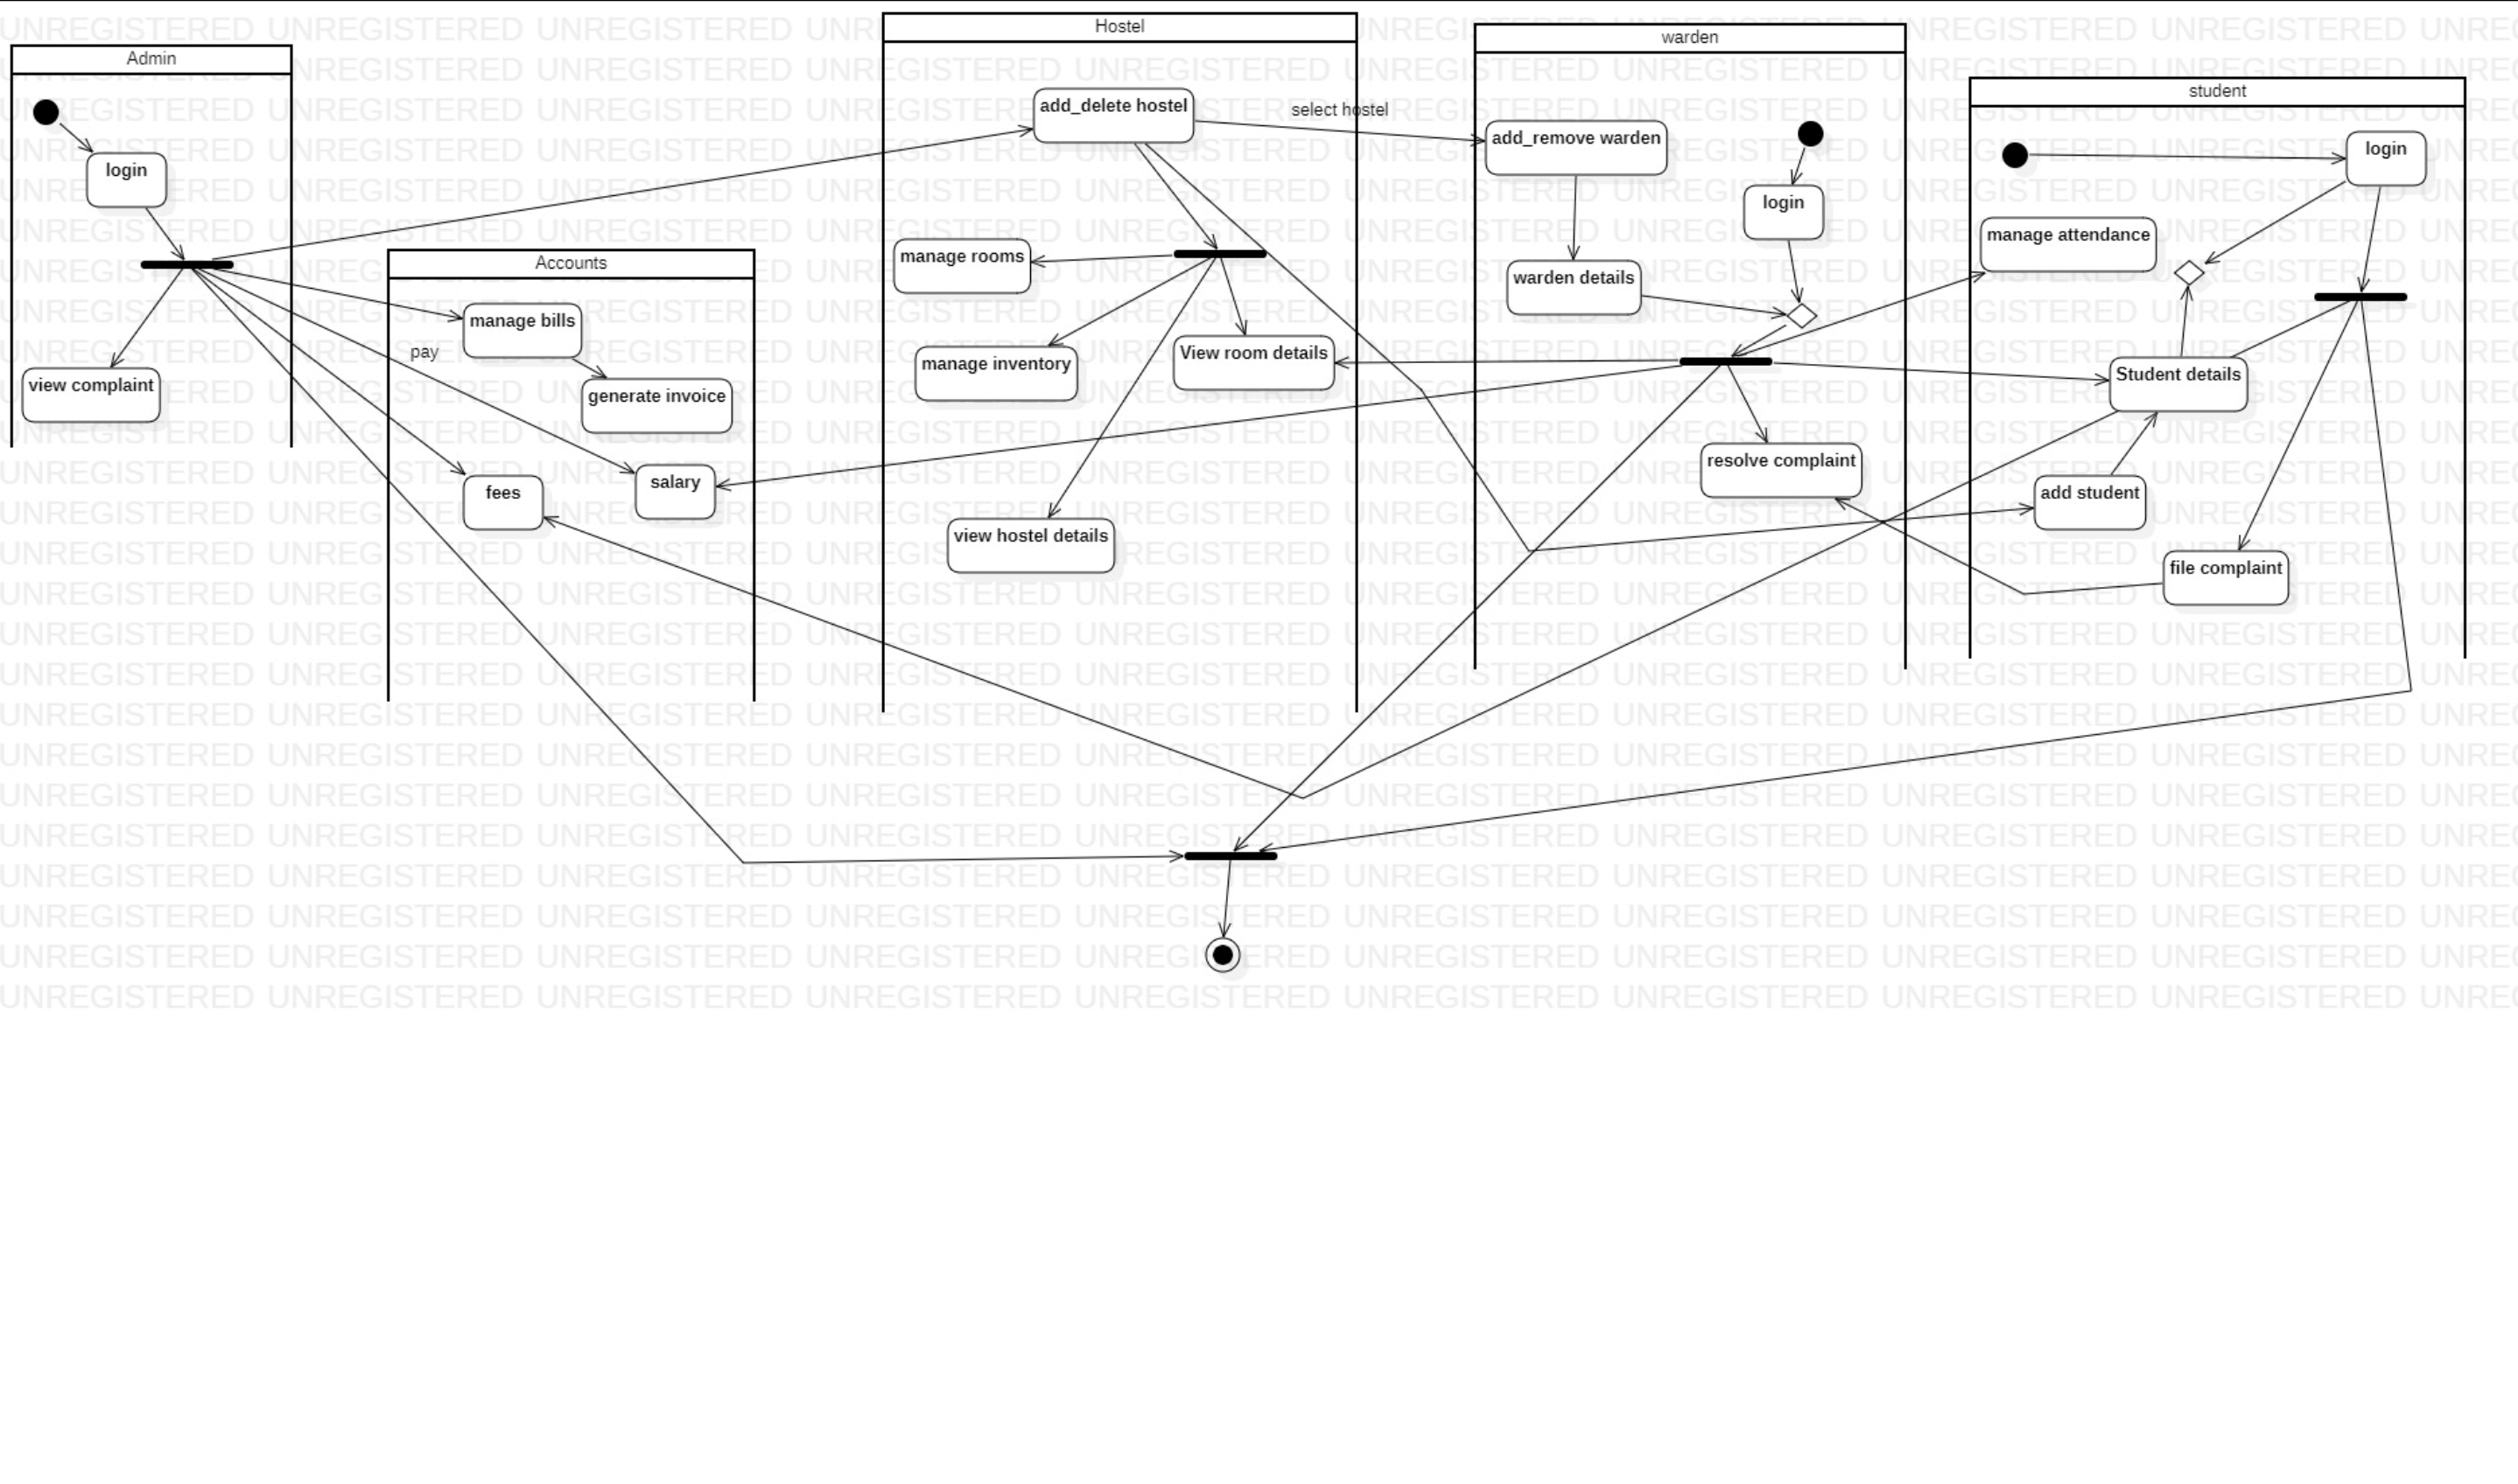 Admin
login
view complaint
Accounts
manage bills
pay
generate invoice
fees
salary
Hostel
add_delete hostel
select hostel
manage rooms
manage inventory
View room details
view hostel details
warden
add_remove warden
login
warden details
resolve complaint
student
login
manage attendance
Student details
add student
file complaint
UNREGISTERED UNREGISTERED UNREGISTERED UNREGISTERED UNREGISTERED UNREGISTERED UNREGISTERED UNREGISTERED UNREGISTERED UNRE